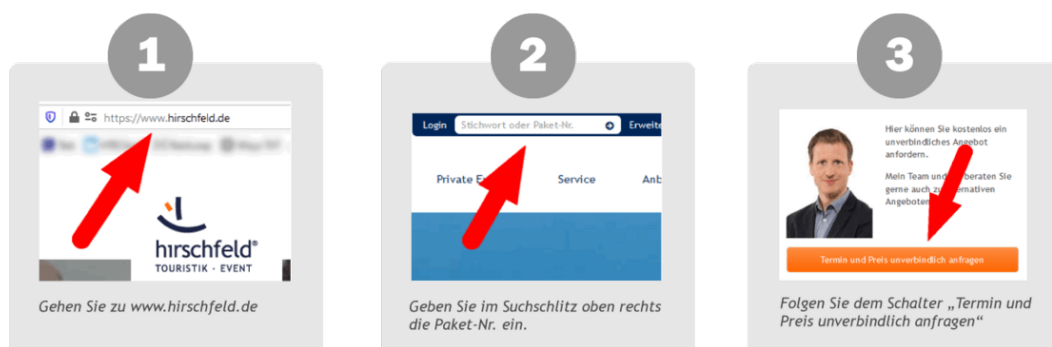 1
https://www.hirschfeld.de
hirschfeld®
TOURISTIK - EVENT
Gehen Sie zu www.hirschfeld.de
2
Login Stichwort oder Paket-Nr. Erweite
Private Service Anb
Geben Sie im Suchschlitz oben rechts
die Paket-Nr. ein.
3
Hier können Sie kostenlos ein
unverbindliches Angebot
anfordern.
Mein Team und beraten Sie
gerne auch zu
Angeboten
Termin und Preis unverbindlich anfragen
Folgen Sie dem Schalter „Termin und
Preis unverbindlich anfragen“